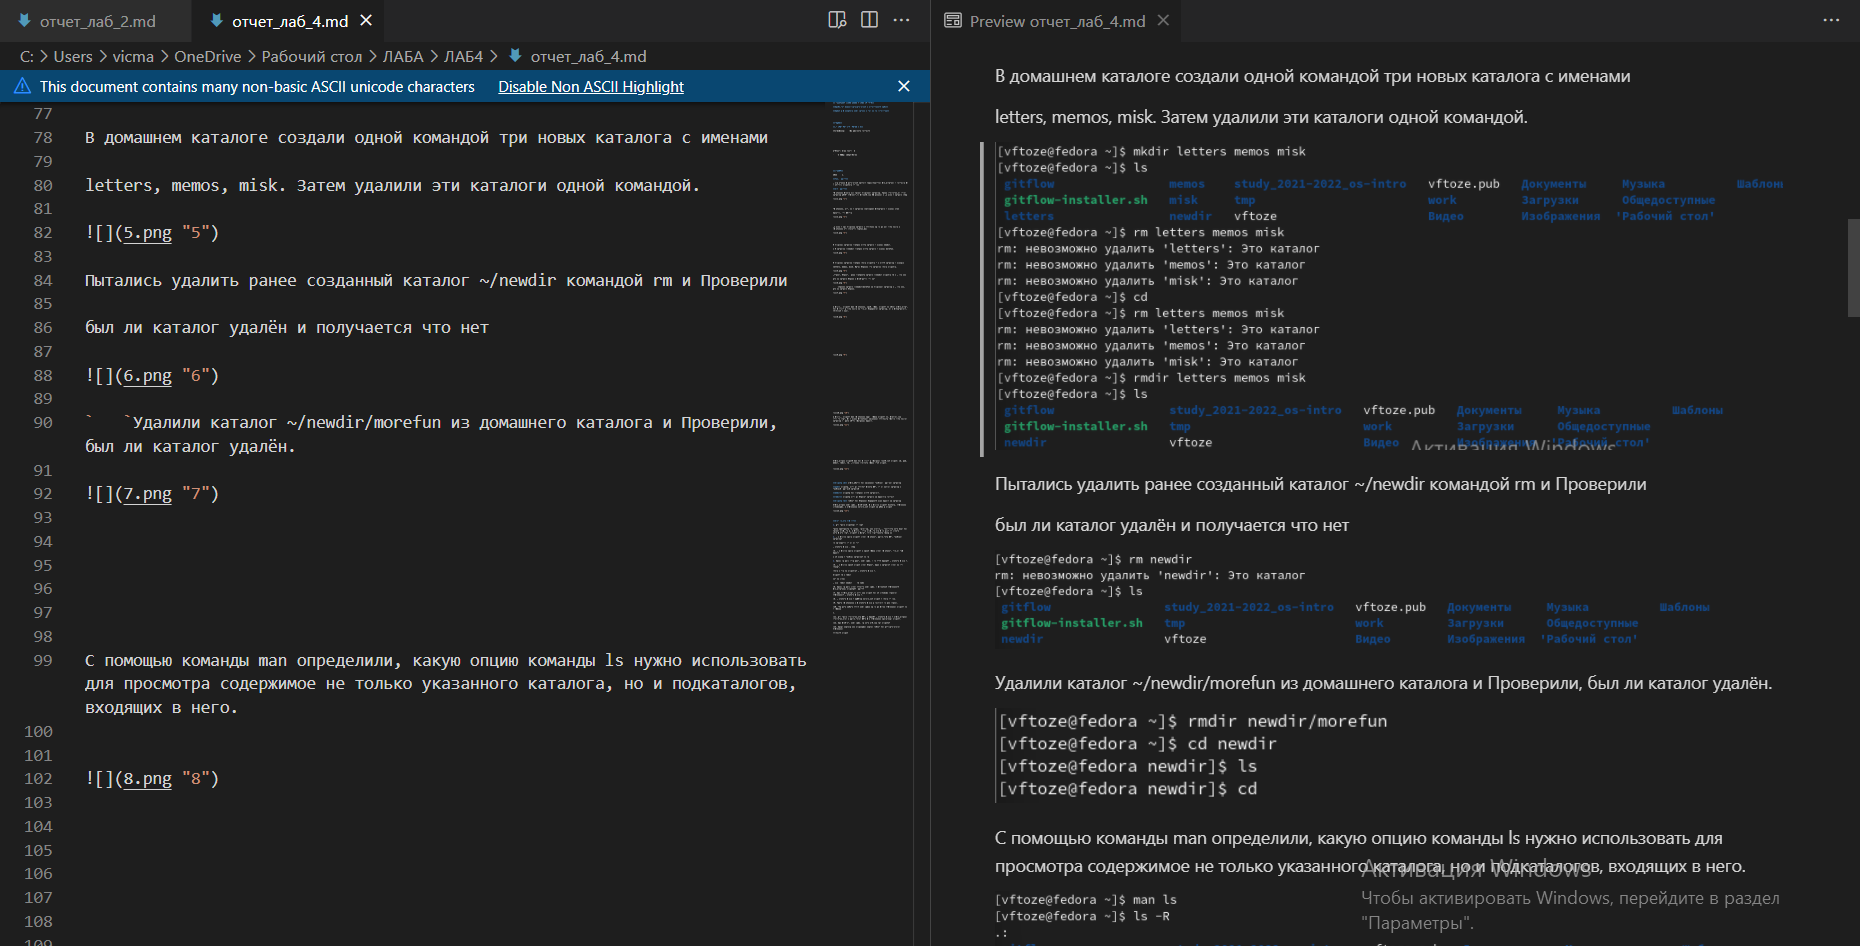 отчет_лаб_2.md
отчет_лаб_4.md
C: > Users > vicma > OneDrive > Рабочий стол > ЛАБА > ЛАБ4 > отчет_лаб_4.md
This document contains many non-basic ASCII unicode characters Disable Non ASCII Highlight
77
78 В домашнем каталоге создали одной командой три новых каталога с именами
79
80 letters, memos, misk. Затем удалили эти каталоги одной командой.
81
82 ![](5.png "5")
83
84 Пытались удалить ранее созданный каталог ~/newdir командой rm и Проверили
85
86 был ли каталог удалён и получается что нет
87
88 ![](6.png "6")
89
90 `   `Удалили каталог ~/newdir/morefun из домашнего каталога и Проверили,
был ли каталог удалён.
91
92 ![](7.png "7")
93
94
95
96
97
98
99 С помощью команды man определили, какую опцию команды ls нужно использовать
для просмотра содержимое не только указанного каталога, но и подкаталогов,
входящих в него.
100
101
102 ![](8.png "8")
103
104
105
106
107
108
109
Preview отчет_лаб_4.md
В домашнем каталоге создали одной командой три новых каталога с именами
letters, memos, misk. Затем удалили эти каталоги одной командой.
[vftoze@fedora ~]$ mkdir letters memos misk
[vftoze@fedora ~]$ ls
gitflow memos study_2021-2022_os-intro vftoze.pub Документы Музыка Шаблоны
gitflow-installer.sh misk tmp work Загрузки Общедоступные
letters newdir vftoze Видео Изображения 'Рабочий стол'
[vftoze@fedora ~]$ rm letters memos misk
rm: невозможно удалить 'letters': Это каталог
rm: невозможно удалить 'memos': Это каталог
rm: невозможно удалить 'misk': Это каталог
[vftoze@fedora ~]$ cd
[vftoze@fedora ~]$ rm letters memos misk
rm: невозможно удалить 'letters': Это каталог
rm: невозможно удалить 'memos': Это каталог
rm: невозможно удалить 'misk': Это каталог
[vftoze@fedora ~]$ rmdir letters memos misk
[vftoze@fedora ~]$ ls
gitflow study_2021-2022_os-intro vftoze.pub Документы Музыка Шаблоны
gitflow-installer.sh tmp work Загрузки Общедоступные
newdir vftoze Видео Изображения 'Рабочий стол'
Активация Windows
Пытались удалить ранее созданный каталог ~/newdir командой rm и Проверили
был ли каталог удалён и получается что нет
[vftoze@fedora ~]$ rm newdir
rm: невозможно удалить 'newdir': Это каталог
[vftoze@fedora ~]$ ls
gitflow study_2021-2022_os-intro vftoze.pub Документы Музыка Шаблоны
gitflow-installer.sh tmp work Загрузки Общедоступные
newdir vftoze Видео Изображения 'Рабочий стол'
Удалили каталог ~/newdir/morefun из домашнего каталога и Проверили, был ли каталог удалён.
[vftoze@fedora ~]$ rmdir newdir/morefun
[vftoze@fedora ~]$ cd newdir
[vftoze@fedora newdir]$ ls
[vftoze@fedora newdir]$ cd
С помощью команды man определили, какую опцию команды ls нужно использовать для
просмотра содержимое не только указанного каталога, но и подкаталогов, входящих в него.
[vftoze@fedora ~]$ man ls
[vftoze@fedora ~]$ ls -R
.:
Активация Windows
Чтобы активировать Windows, перейдите в раздел
"Параметры".